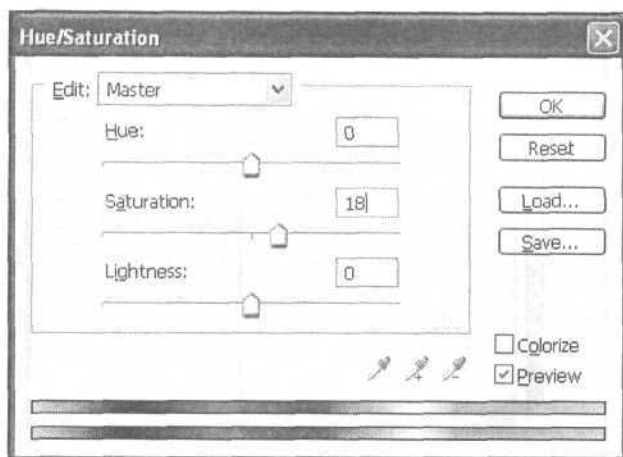 Hue/Saturation
Edit: Master
Hue: 0
Saturation: 18
Lightness: 0
OK
Reset
Load...
Save...
Colorize
Preview